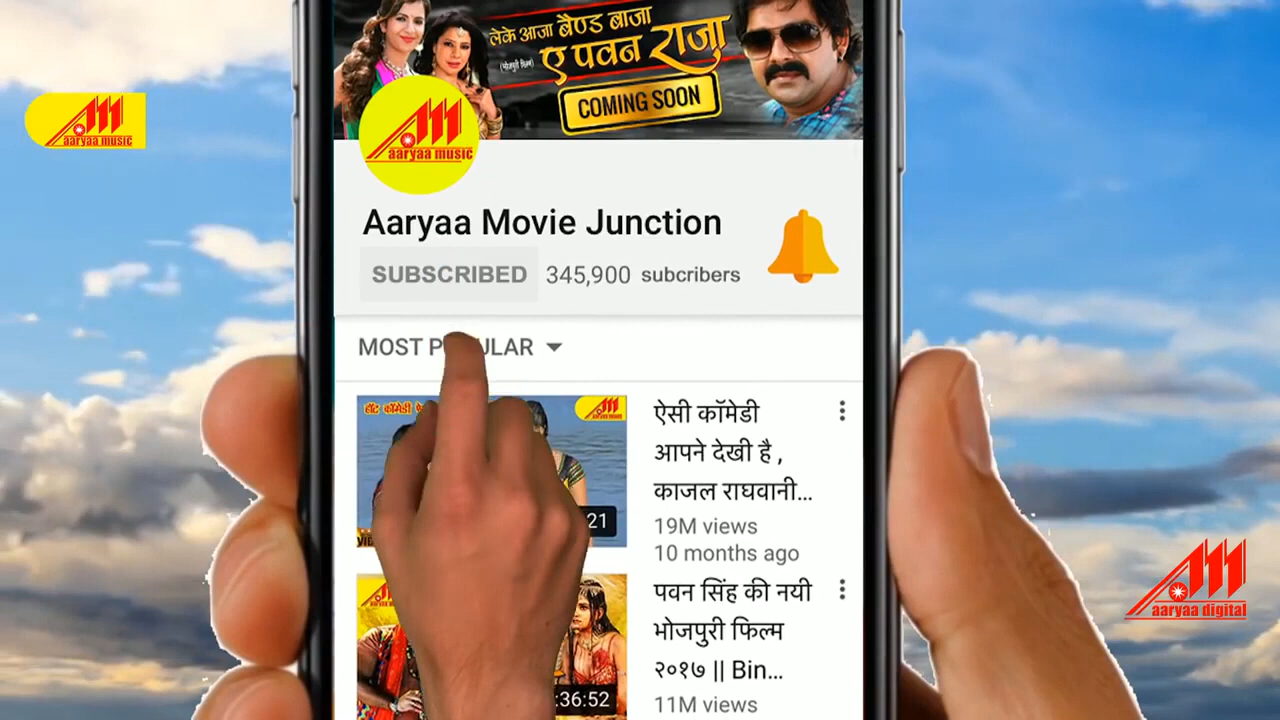 लेके आजा बैण्ड बाजा
(भोजपुरी फिल्म)
ए पवन राजा
COMING SOON
aaryaa music
aaryaa music
Aaryaa Movie Junction
SUBSCRIBED 345,900 subcribers
MOST P ULAR
हॉट कॉमेडी
aaryaa music
ऐसी कॉमेडी
आपने देखी है ,
काजल राघवानी...
21
19M views
10 months ago
पवन सिंह की नयी
भोजपुरी फिल्म
२०१७ || Bin...
:36:52
11M views
aaryaa digital